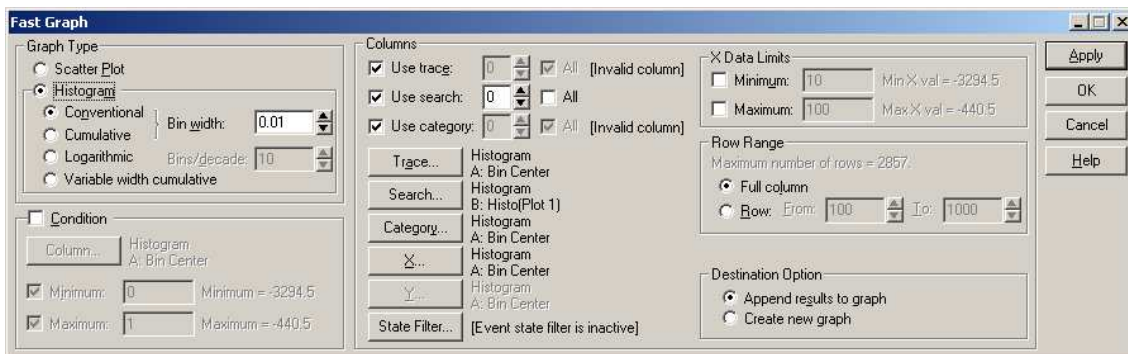 Fast Graph
Graph Type
Scatter Plot
Histogram
Conventional
Cumulative
Bin width: 0.01
Logarithmic Bins/decade: 10
Variable width cumulative
Condition
Column... Histogram
A: Bin Center
Minimum: 0 Minimum = -3294.5
Maximum: 1 Maximum = -440.5
Columns
Use trace: 0 All [Invalid column]
Use search: 0 All
Use category: 0 All [Invalid column]
Trace... Histogram
A: Bin Center
Search... Histogram
B: Histo(Plot 1)
Category... Histogram
A: Bin Center
X... Histogram
A: Bin Center
Y... Histogram
A: Bin Center
State Filter... [Event state filter is inactive]
X Data Limits
Minimum: 10 Min X val = -3294.5
Maximum: 100 Max X val = -440.5
Row Range
Maximum number of rows = 2857.
Full column
Row: From: 100 To: 1000
Destination Option
Append results to graph
Create new graph
Apply
OK
Cancel
Help